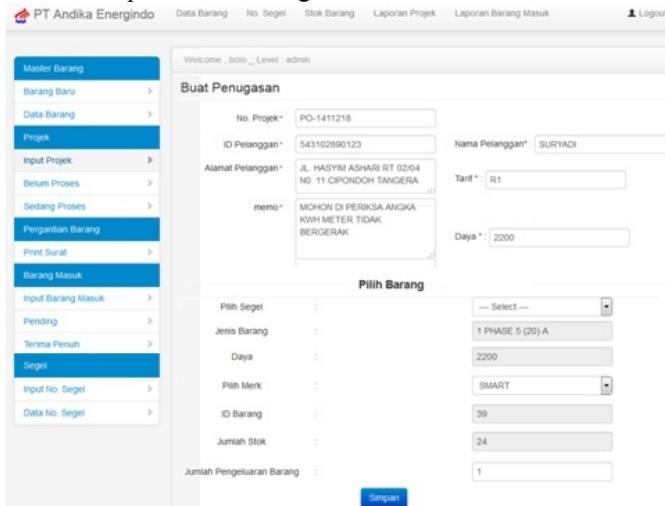 PT Andika Energindo
Data Barang No. Segel Stok Barang Laporan Projek Laporan Barang Masuk Logout
Welcome , bolo _ Level : admin
Master Barang
Barang Baru
Data Barang
Projek
Input Projek
Belum Proses
Sedang Proses
Pergantian Barang
Print Surat
Barang Masuk
Input Barang Masuk
Pending
Terima Penuh
Segel
Input No. Segel
Data No. Segel
Buat Penugasan
No. Projek* PO-1411218
ID Pelanggan* 543102890123 Nama Pelanggan* : SURYADI
Alamat Pelanggan* JL. HASYIM ASHARI RT 02/04
NO. 11 CIPONDOH TANGERA
Tarif * : R1
memo* MOHON DI PERIKSA ANGKA
KWH METER TIDAK
BERGERAK
Daya * : 2200
Pilih Barang
Pilih Segel : --- Select ---
Jenis Barang : 1 PHASE 5 (20) A
Daya : 2200
Pilih Merk : SMART
ID Barang : 39
Jumlah Stok : 24
Jumlah Pengeluaran Barang : 1
Simpan